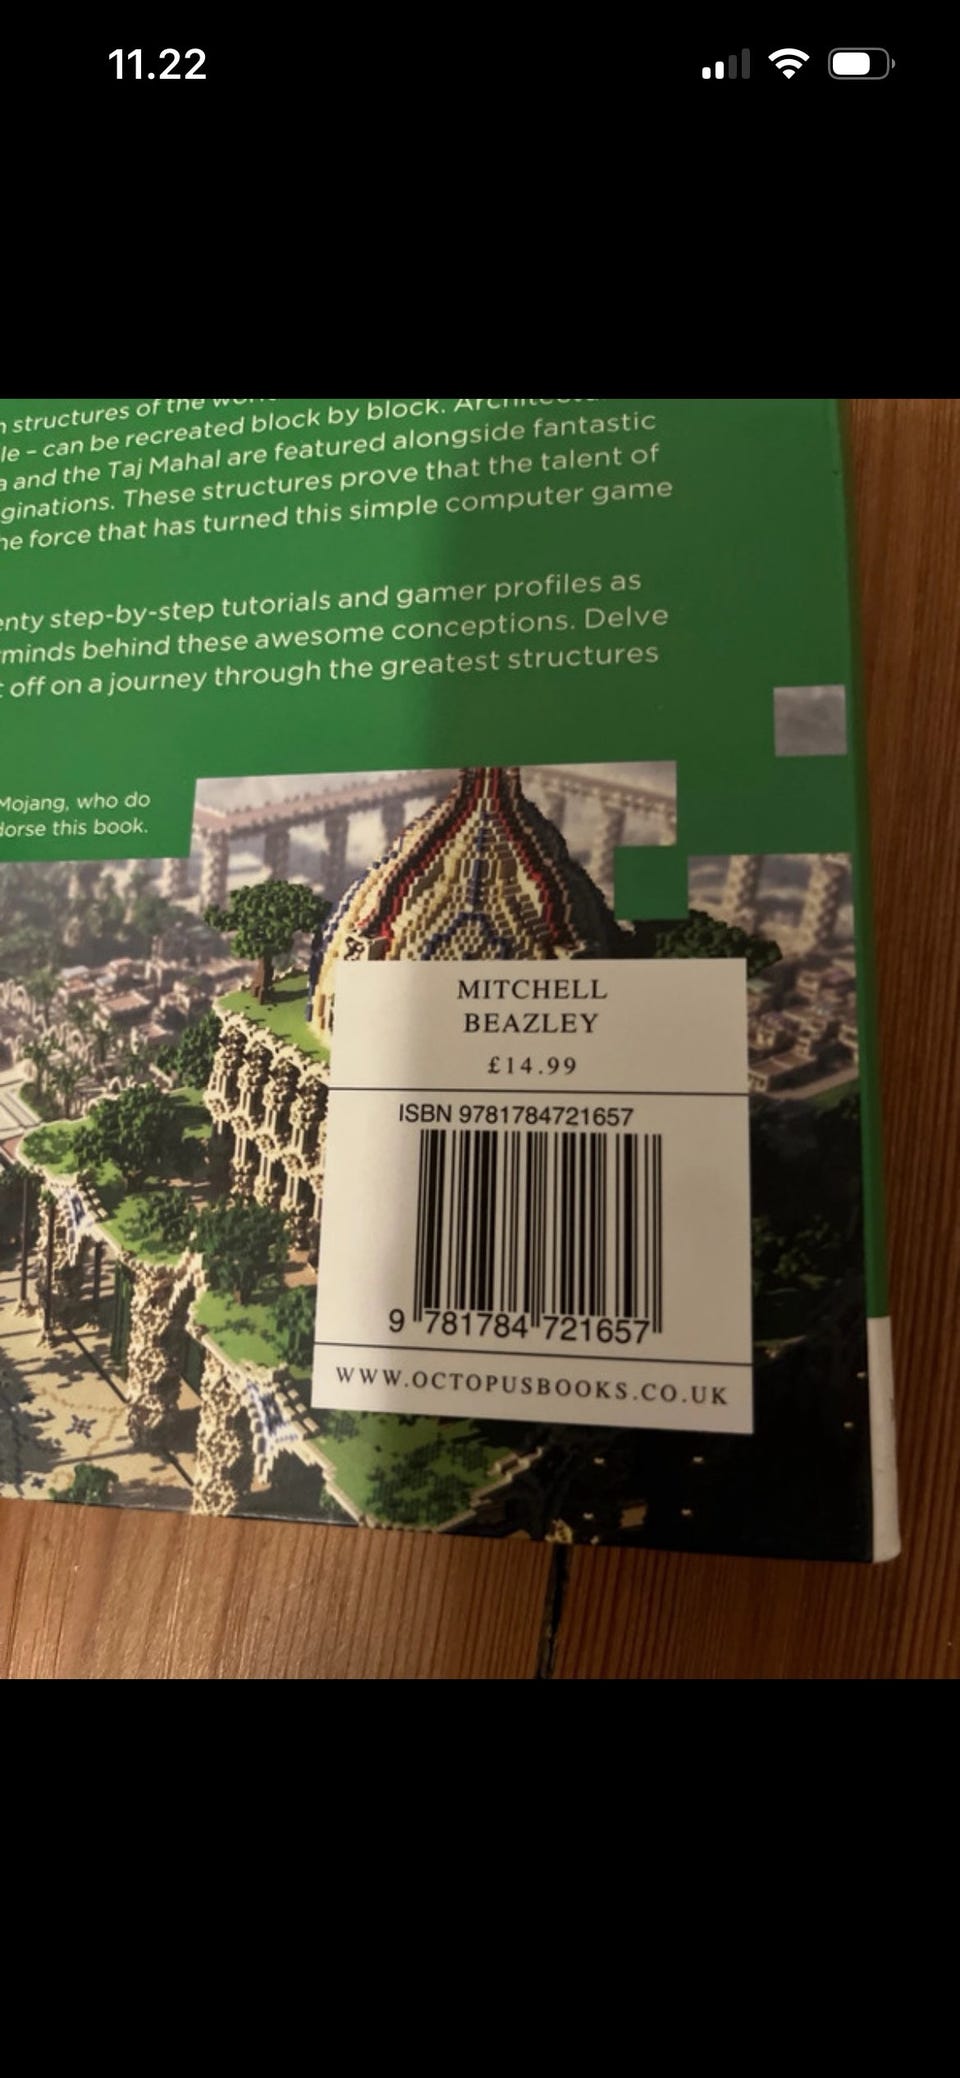 11.22
structures of the
le – can be recreated block by block.
a and the Taj Mahal are featured alongside fantastic
ginations. These structures prove that the talent of
he force that has turned this simple computer game
enty step-by-step tutorials and gamer profiles as
minds behind these awesome conceptions. Delve
t off on a journey through the greatest structures
Mojang, who do
dorse this book.
MITCHELL
BEAZLEY
£14.99
ISBN 9781784721657
9 781784 721657
WWW.OCTOPUSBOOKS.CO.UK